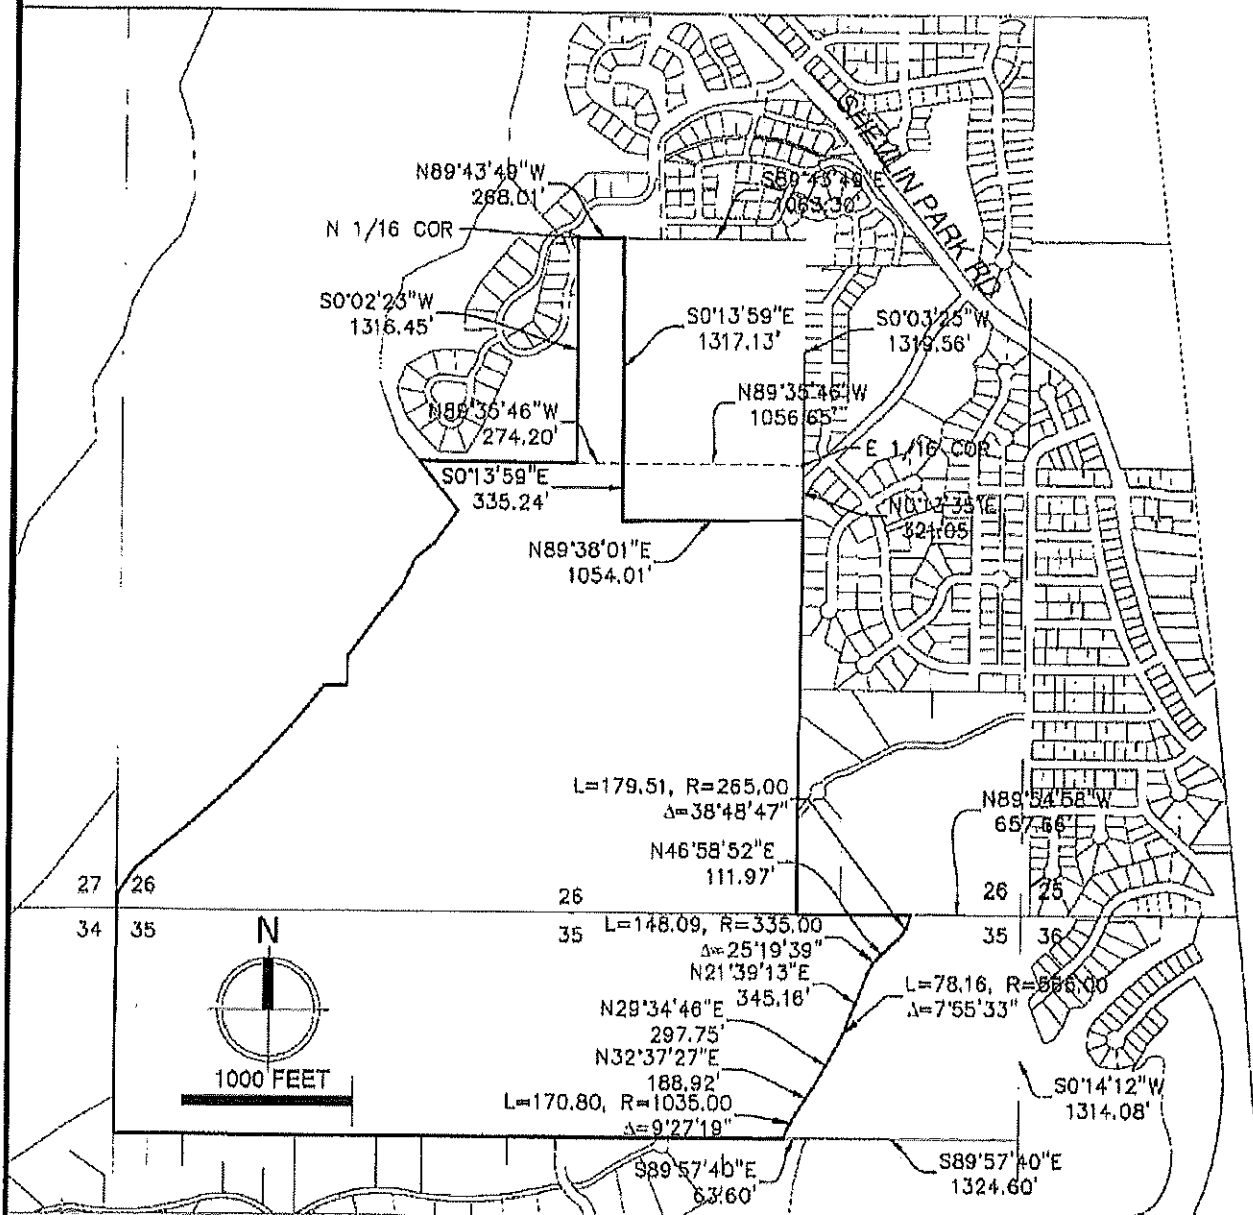 SHEVLIN PARK RD
N89°43'49"W
268.01'
S89°43'49"E
1063.30'
N 1/16 COR
S0°02'23"W
1316.45'
S0°13'59"E
1317.13'
S0°03'25"W
1319.56'
N89°35'46"W
274.20'
N89°35'46"W
1056.65'
E 1/16 COR
S0°13'59"E
335.24'
N0°13'35"E
321.05'
N89°38'01"E
1054.01'
L=179.51, R=265.00
Δ=38°48'47"
N89°54'58"W
657.66'
N46°58'52"E
111.97'
27 26
26
26 25
34 35
35
35 36
N
L=148.09, R=335.00
Δ=25°19'39"
N21°39'13"E
345.16'
L=78.16, R=565.00
Δ=7°55'33"
N29°34'46"E
297.75'
N32°37'27"E
188.92'
1000 FEET
L=170.80, R=1035.00
Δ=9°27'19"
S0°14'12"W
1314.08'
S89°57'40"E
63.60'
S89°57'40"E
1324.60'